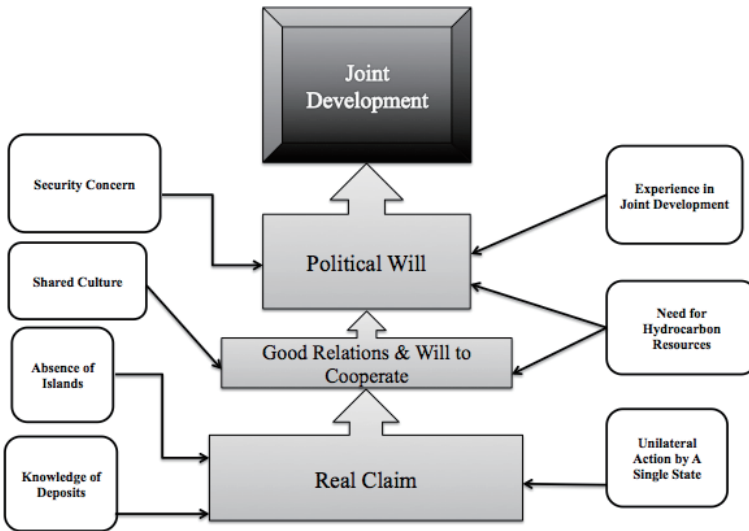 Joint
Development
Security Concern
Experience in
Joint Development
Political Will
Shared Culture
Need for
Hydrocarbon
Resources
Good Relations & Will to
Cooperate
Absence of
Islands
Unilateral
Action by A
Single State
Knowledge of
Deposits
Real Claim